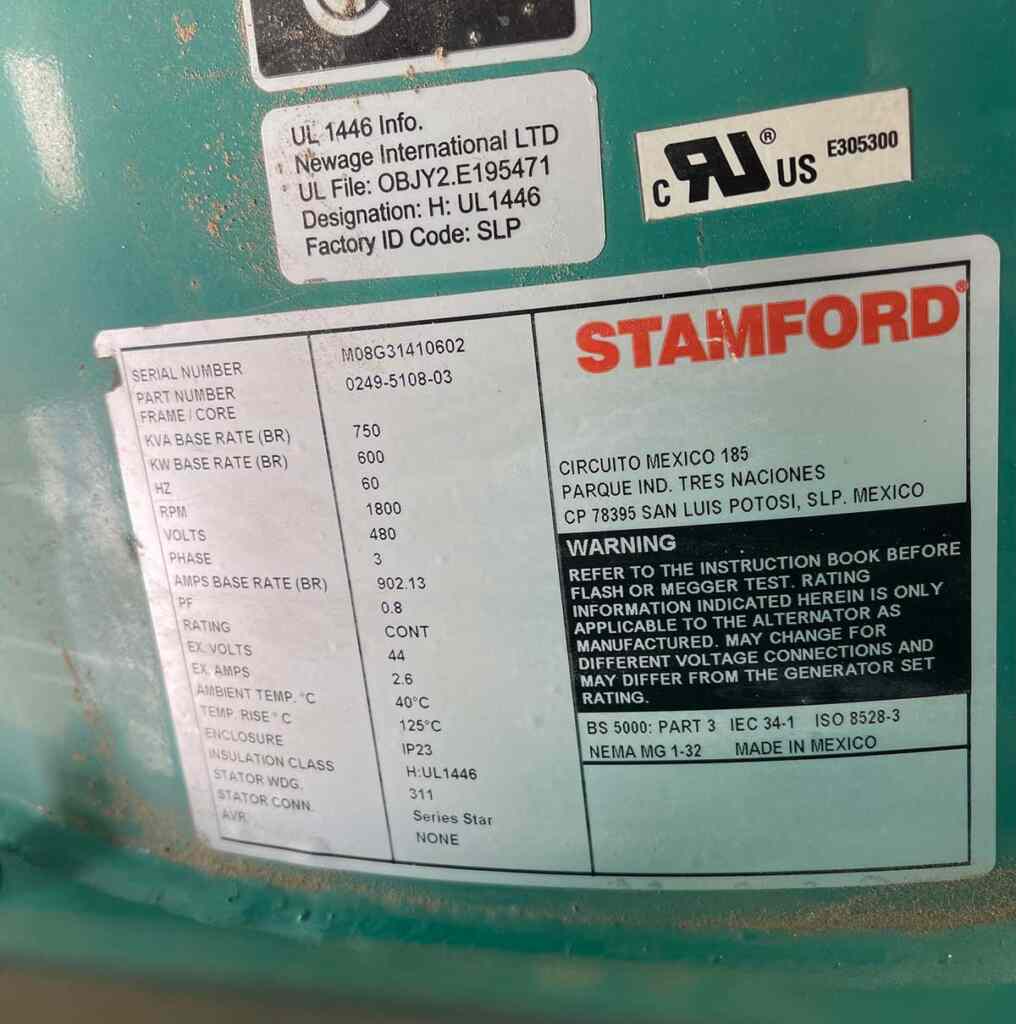 UL 1446 Info.
Newage International LTD
UL File: OBJY2.E195471
Designation: H: UL1446
Factory ID Code: SLP
C RU® US E305300
STAMFORD®
SERIAL NUMBER M08G31410602
PART NUMBER 0249-5108-03
FRAME / CORE
KVA BASE RATE (BR) 750
KW BASE RATE (BR) 600
HZ 60
RPM 1800
VOLTS 480
PHASE 3
AMPS BASE RATE (BR) 902.13
PF 0.8
RATING CONT
EX. VOLTS 44
EX. AMPS 2.6
AMBIENT TEMP. °C 40°C
TEMP. RISE ° C 125°C
ENCLOSURE IP23
INSULATION CLASS H:UL1446
STATOR WDG. 311
STATOR CONN. Series Star
AVR NONE
CIRCUITO MEXICO 185
PARQUE IND. TRES NACIONES
CP 78395 SAN LUIS POTOSI, SLP. MEXICO
WARNING
REFER TO THE INSTRUCTION BOOK BEFORE
FLASH OR MEGGER TEST. RATING
INFORMATION INDICATED HEREIN IS ONLY
APPLICABLE TO THE ALTERNATOR AS
MANUFACTURED. MAY CHANGE FOR
DIFFERENT VOLTAGE CONNECTIONS AND
MAY DIFFER FROM THE GENERATOR SET
RATING.
BS 5000: PART 3 IEC 34-1 ISO 8528-3
NEMA MG 1-32 MADE IN MEXICO